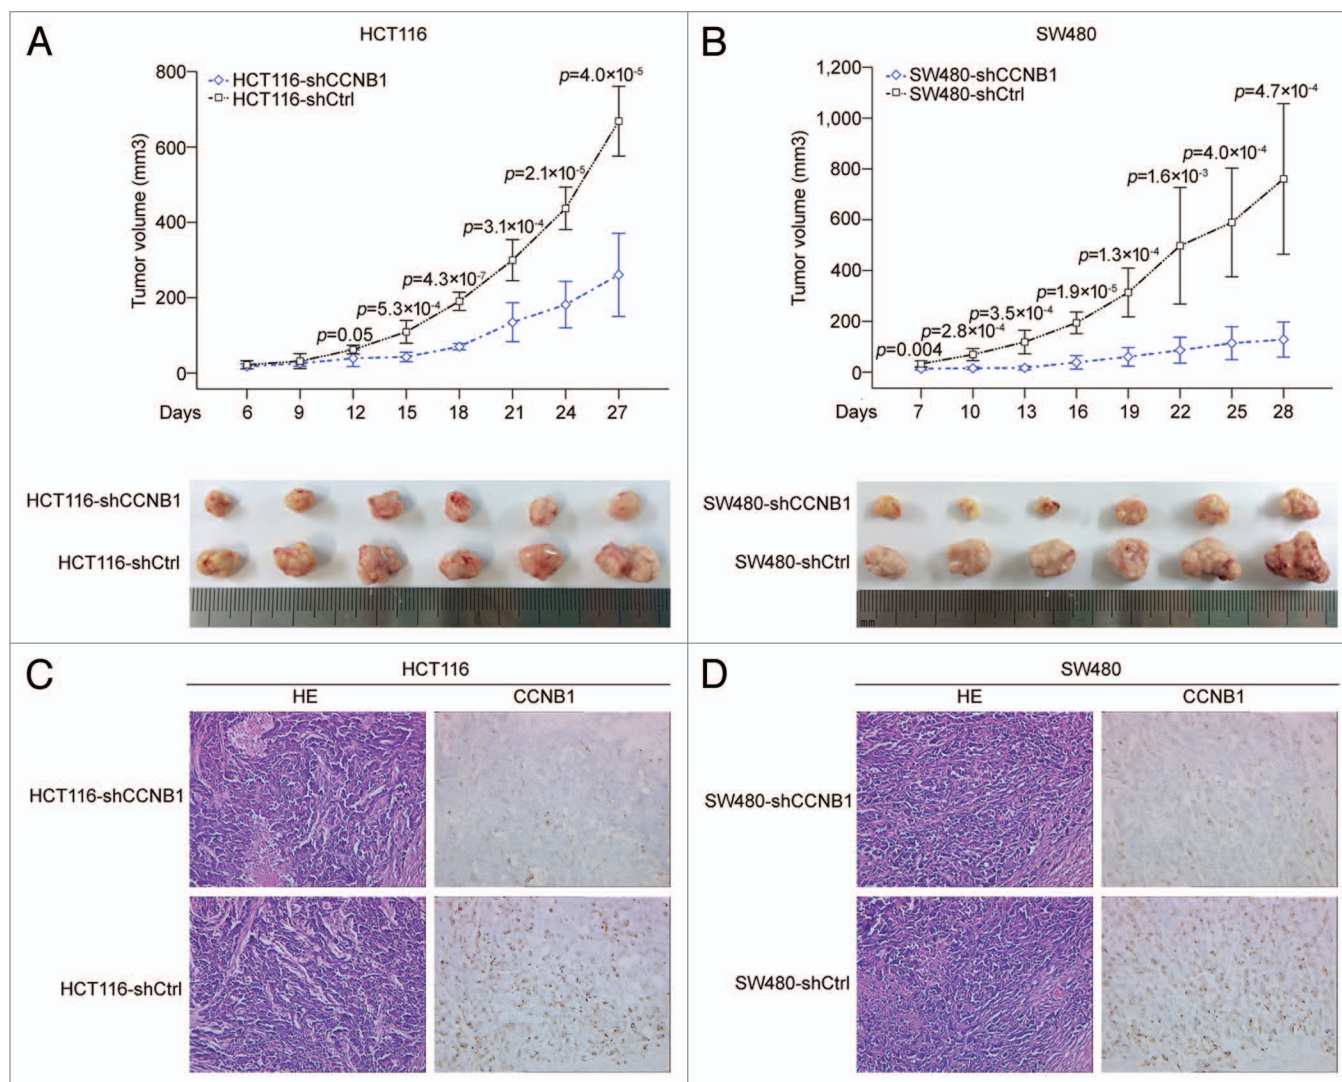 A
HCT116
HCT116-shCCNB1
HCT116-shCtrl
Tumor volume (mm3)
800
600
400
200
0
p=0.05
p=5.3×10-4
p=4.3×10-7
p=3.1×10-4
p=2.1×10-5
p=4.0×10-5
Days 6 9 12 15 18 21 24 27
HCT116-shCCNB1
HCT116-shCtrl
B
SW480
SW480-shCCNB1
SW480-shCtrl
Tumor volume (mm3)
1,200
1,000
800
600
400
200
0
p=0.004
p=2.8×10-4
p=3.5×10-4
p=1.9×10-5
p=1.3×10-4
p=1.6×10-3
p=4.0×10-4
p=4.7×10-4
Days 7 10 13 16 19 22 25 28
SW480-shCCNB1
SW480-shCtrl
mm
C
HCT116
HE CCNB1
HCT116-shCCNB1
HCT116-shCtrl
D
SW480
HE CCNB1
SW480-shCCNB1
SW480-shCtrl